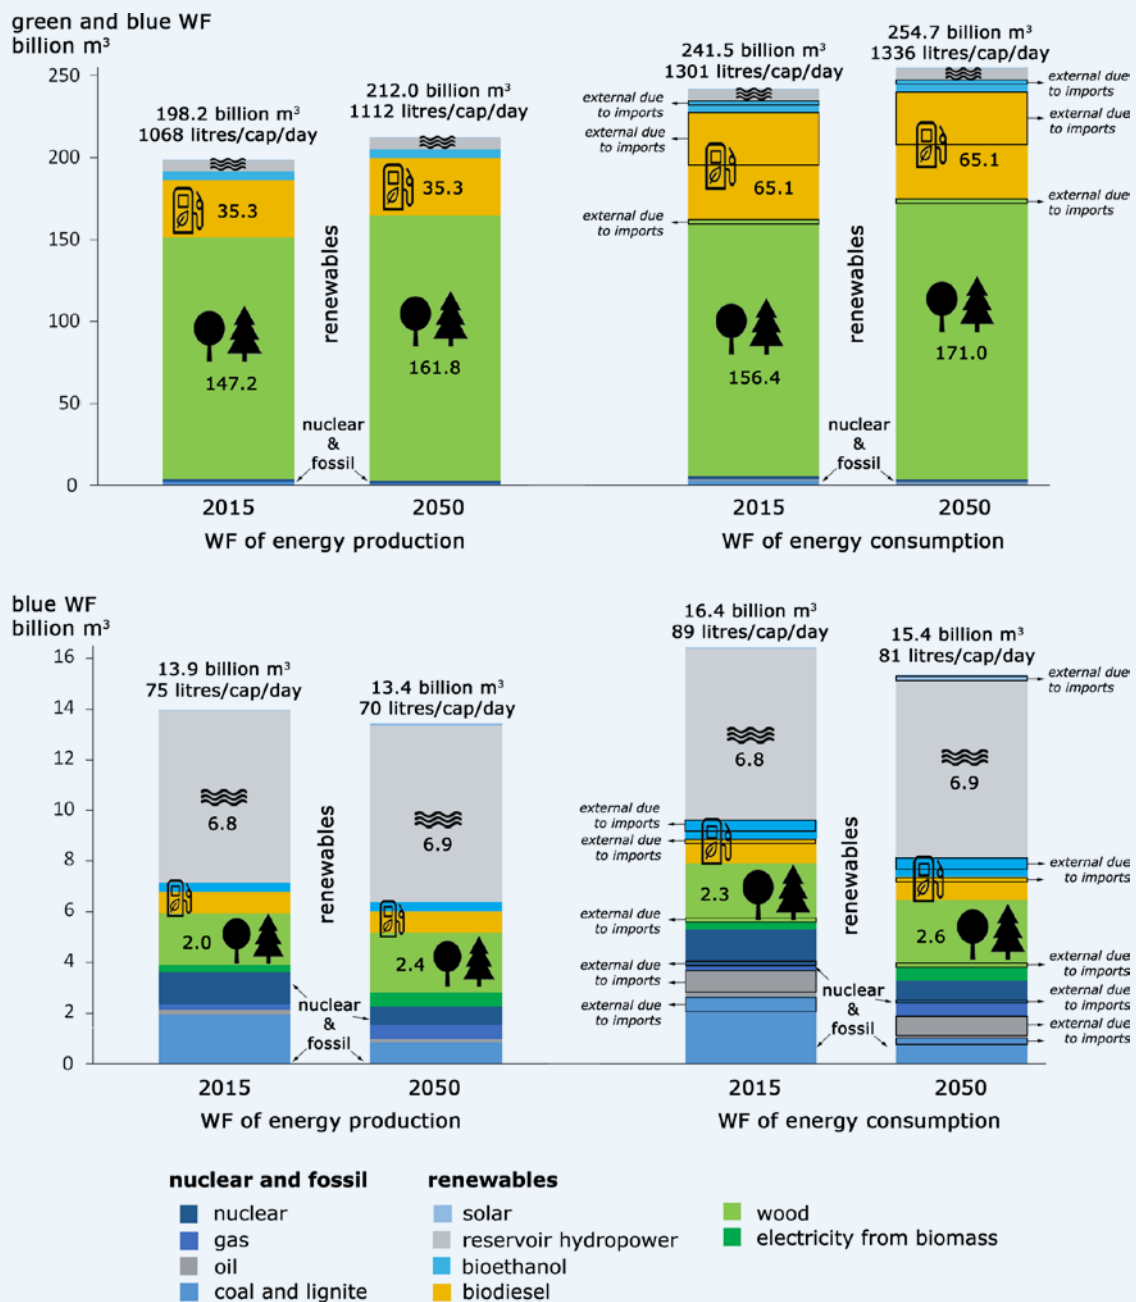 green and blue WF
billion m³
250
200
150
100
50
0
198.2 billion m³
1068 litres/cap/day
35.3
147.2
212.0 billion m³
1112 litres/cap/day
35.3
161.8
renewables
nuclear
&
fossil
241.5 billion m³
1301 litres/cap/day
external due
to imports
external due
to imports
external due
to imports
65.1
156.4
renewables
nuclear
&
fossil
254.7 billion m³
1336 litres/cap/day
65.1
171.0
external due
to imports
external due
to imports
external due
to imports
2015
2050
WF of energy production
2015
2050
WF of energy consumption
blue WF
billion m³
16
14
12
10
8
6
4
2
0
13.9 billion m³
75 litres/cap/day
6.8
2.0
13.4 billion m³
70 litres/cap/day
6.9
2.4
renewables
nuclear
&
fossil
16.4 billion m³
89 litres/cap/day
external due
to imports
external due
to imports
external due
to imports
external due
to imports
external due
to imports
6.8
2.3
renewables
nuclear
&
fossil
15.4 billion m³
81 litres/cap/day
6.9
2.6
external due
to imports
external due
to imports
external due
to imports
external due
to imports
2015
2050
WF of energy production
2015
2050
WF of energy consumption
nuclear and fossil
nuclear
gas
oil
coal and lignite
renewables
solar
reservoir hydropower
bioethanol
biodiesel
wood
electricity from biomass